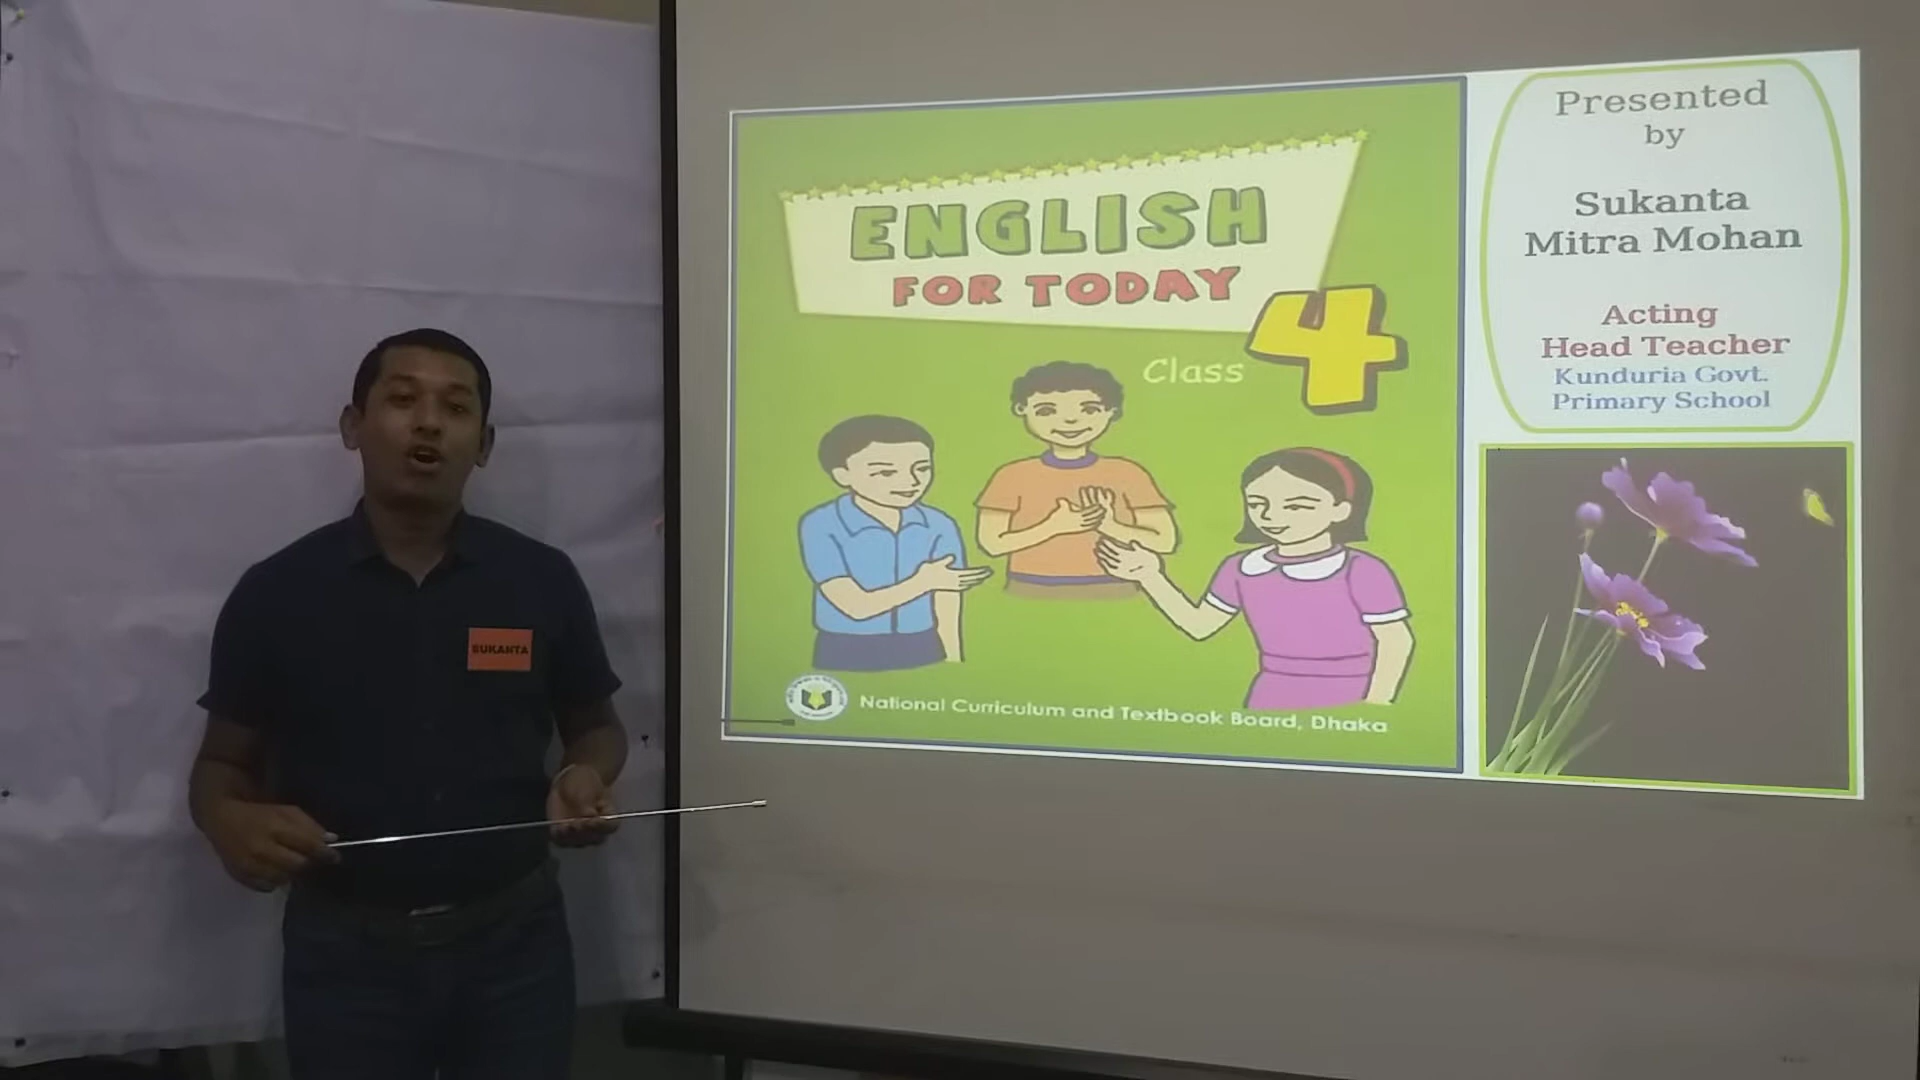 SUKANTA
ENGLISH
FOR TODAY
4
Class
National Curriculum and Textbook Board, Dhaka
Presented
by
Sukanta
Mitra Mohan
Acting
Head Teacher
Kunduria Govt.
Primary School